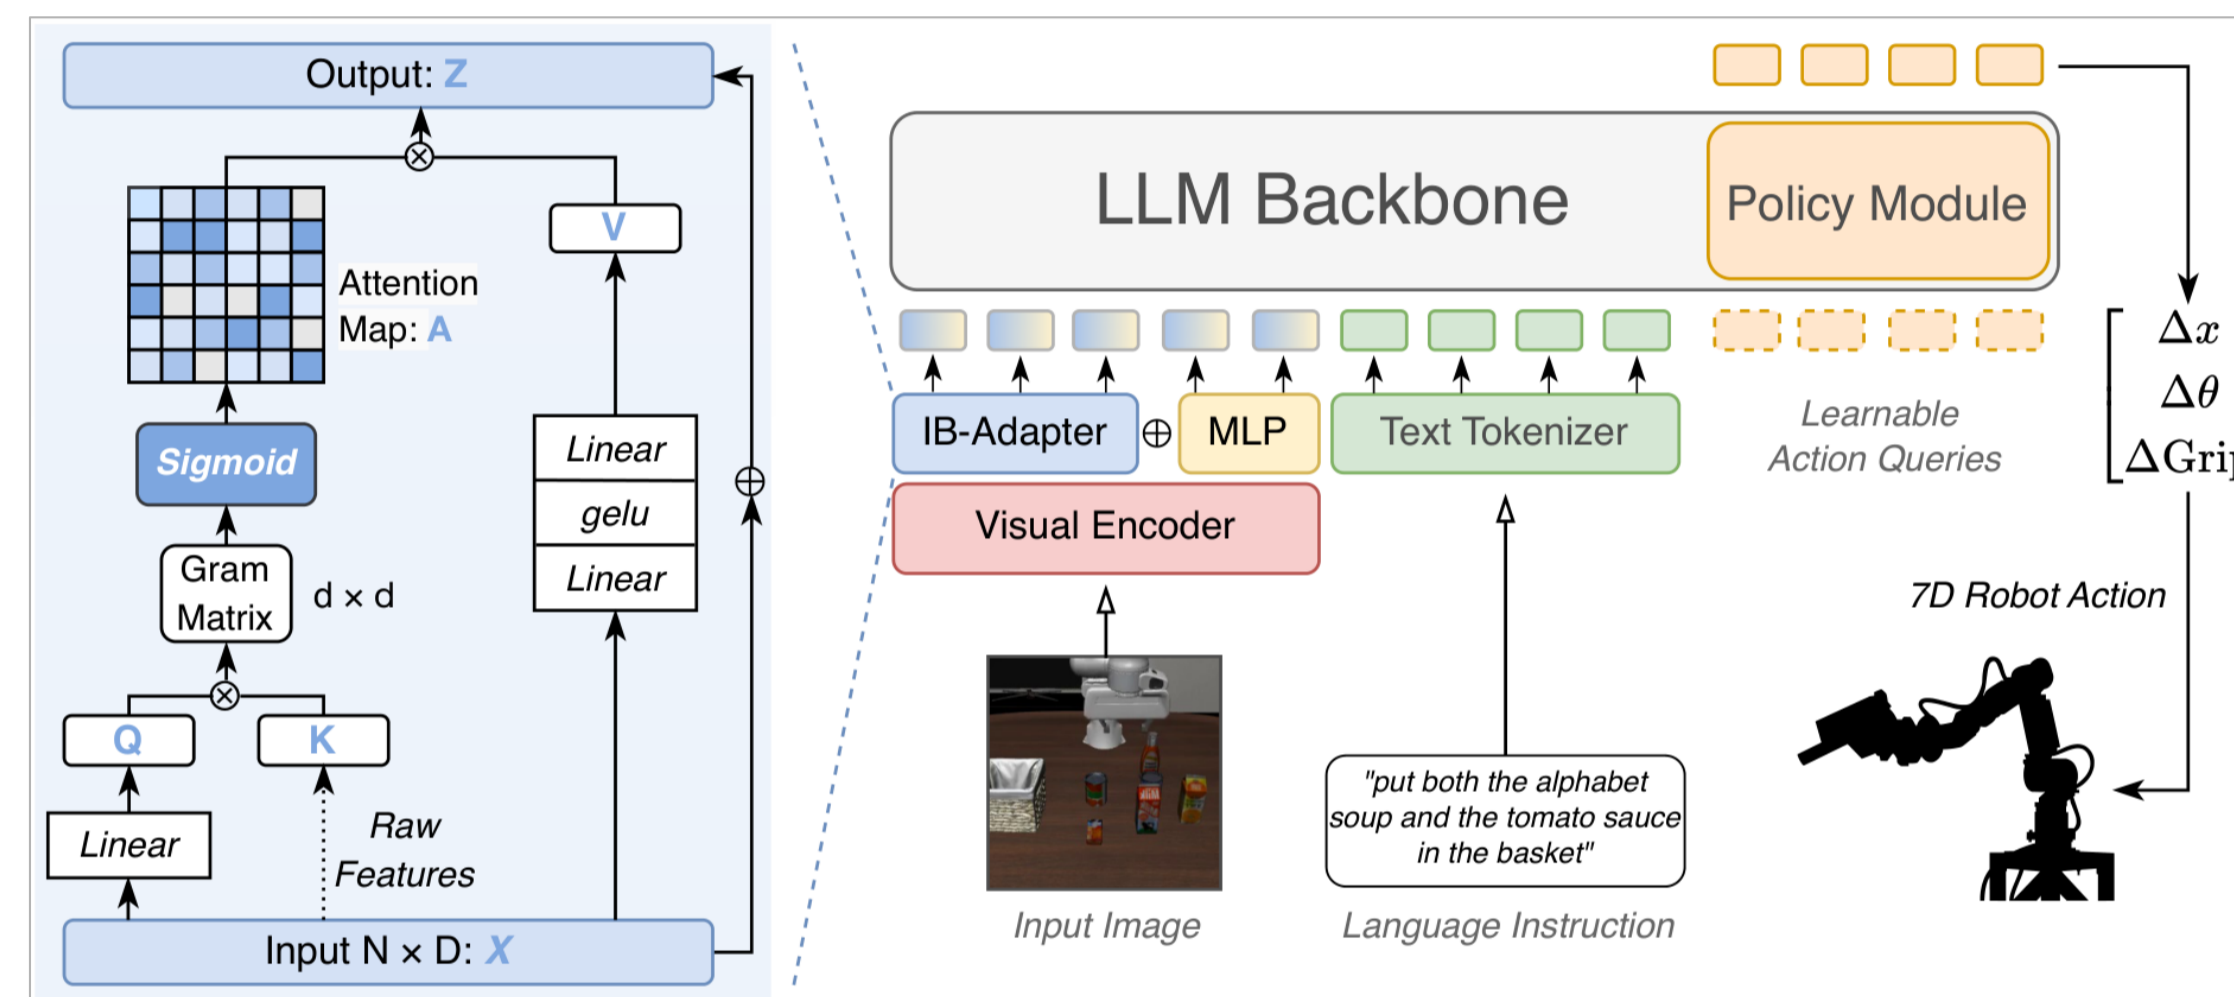 Output: Z
V
Attention
Map: A
Sigmoid
Linear
gelu
Linear
Gram
Matrix
d × d
Q
K
Linear
Raw
Features
Input N × D: X
LLM Backbone
Policy Module
IB-Adapter
MLP
Text Tokenizer
Visual Encoder
Learnable
Action Queries
Δx
Δθ
ΔGrip
7D Robot Action
"put both the alphabet
soup and the tomato sauce
in the basket"
Input Image
Language Instruction